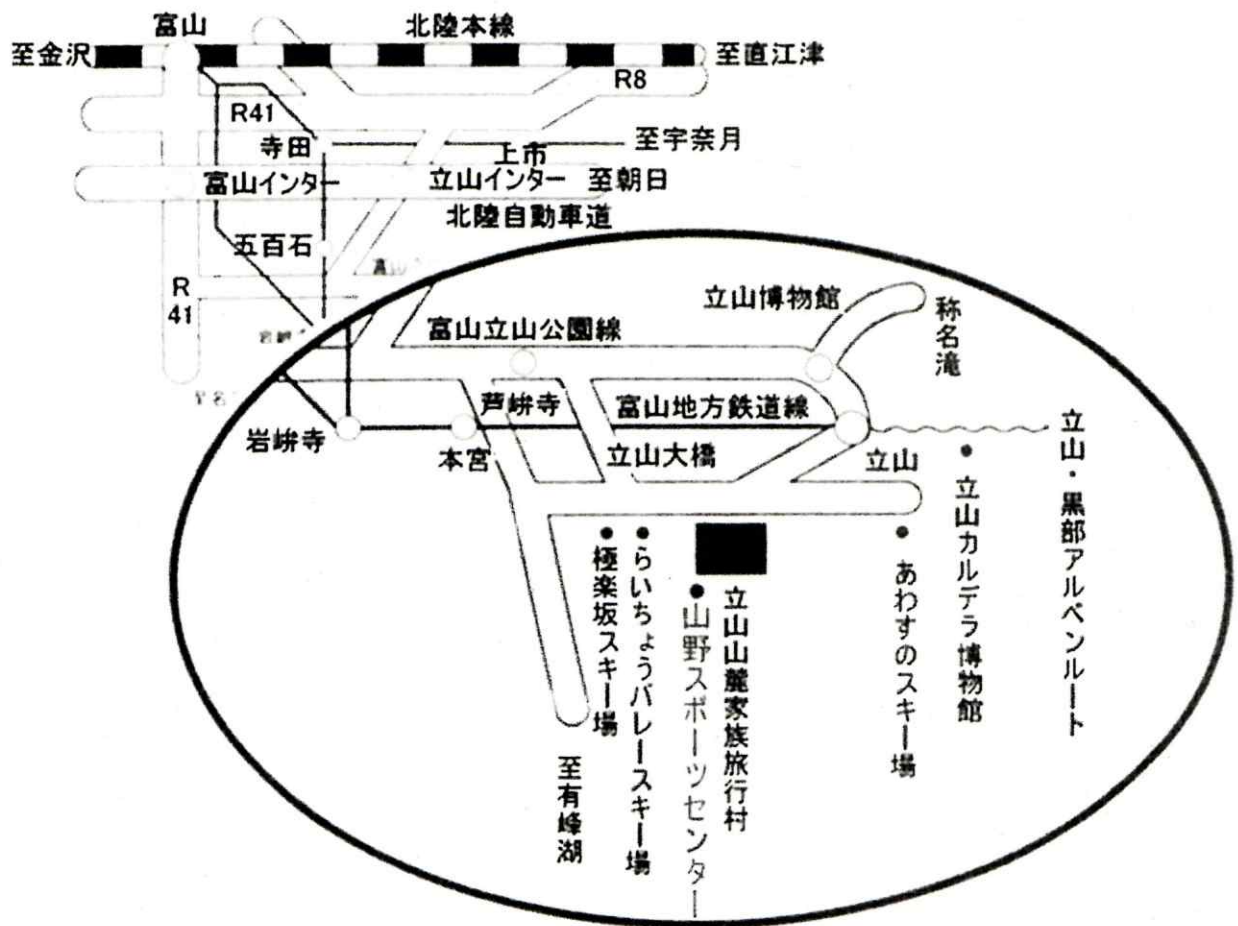 富山
北陸本線
至金沢
至直江津
R8
R41
寺田
至宇奈月
上市
富山インター
立山インター
至朝日
北陸自動車道
五百石
富山
R
41
富山立山公園線
立山博物館
称名滝
芦峅寺
富山地方鉄道線
岩峅寺
本宮
立山大橋
立山
立山・黒部アルペンルート
立山カルデラ博物館
あわすのスキー場
立山山麓家族旅行村
山野スポーツセンター
らいちょうバレースキー場
極楽坂スキー場
至有峰湖